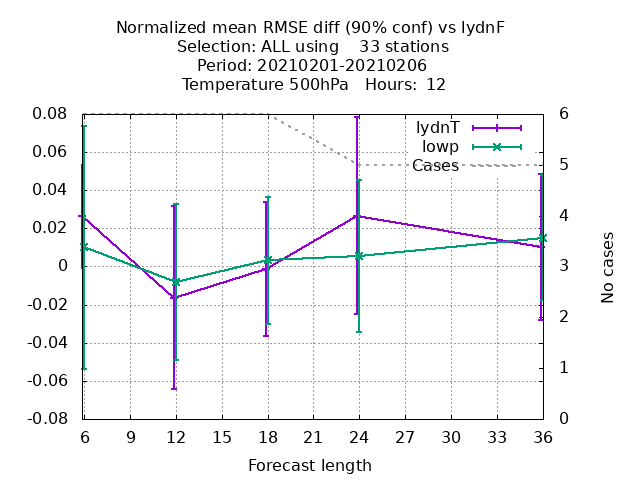 Normalized mean RMSE diff (90% conf) vs IydnF
Selection: ALL using    33 stations
Period: 20210201-20210206
Temperature 500hPa   Hours:  12
IydnT
Iowp
Cases
0.08
0.06
0.04
0.02
0
-0.02
-0.04
-0.06
-0.08
6
5
4
3
2
1
0
No cases
6 9 12 15 18 21 24 27 30 33 36
Forecast length